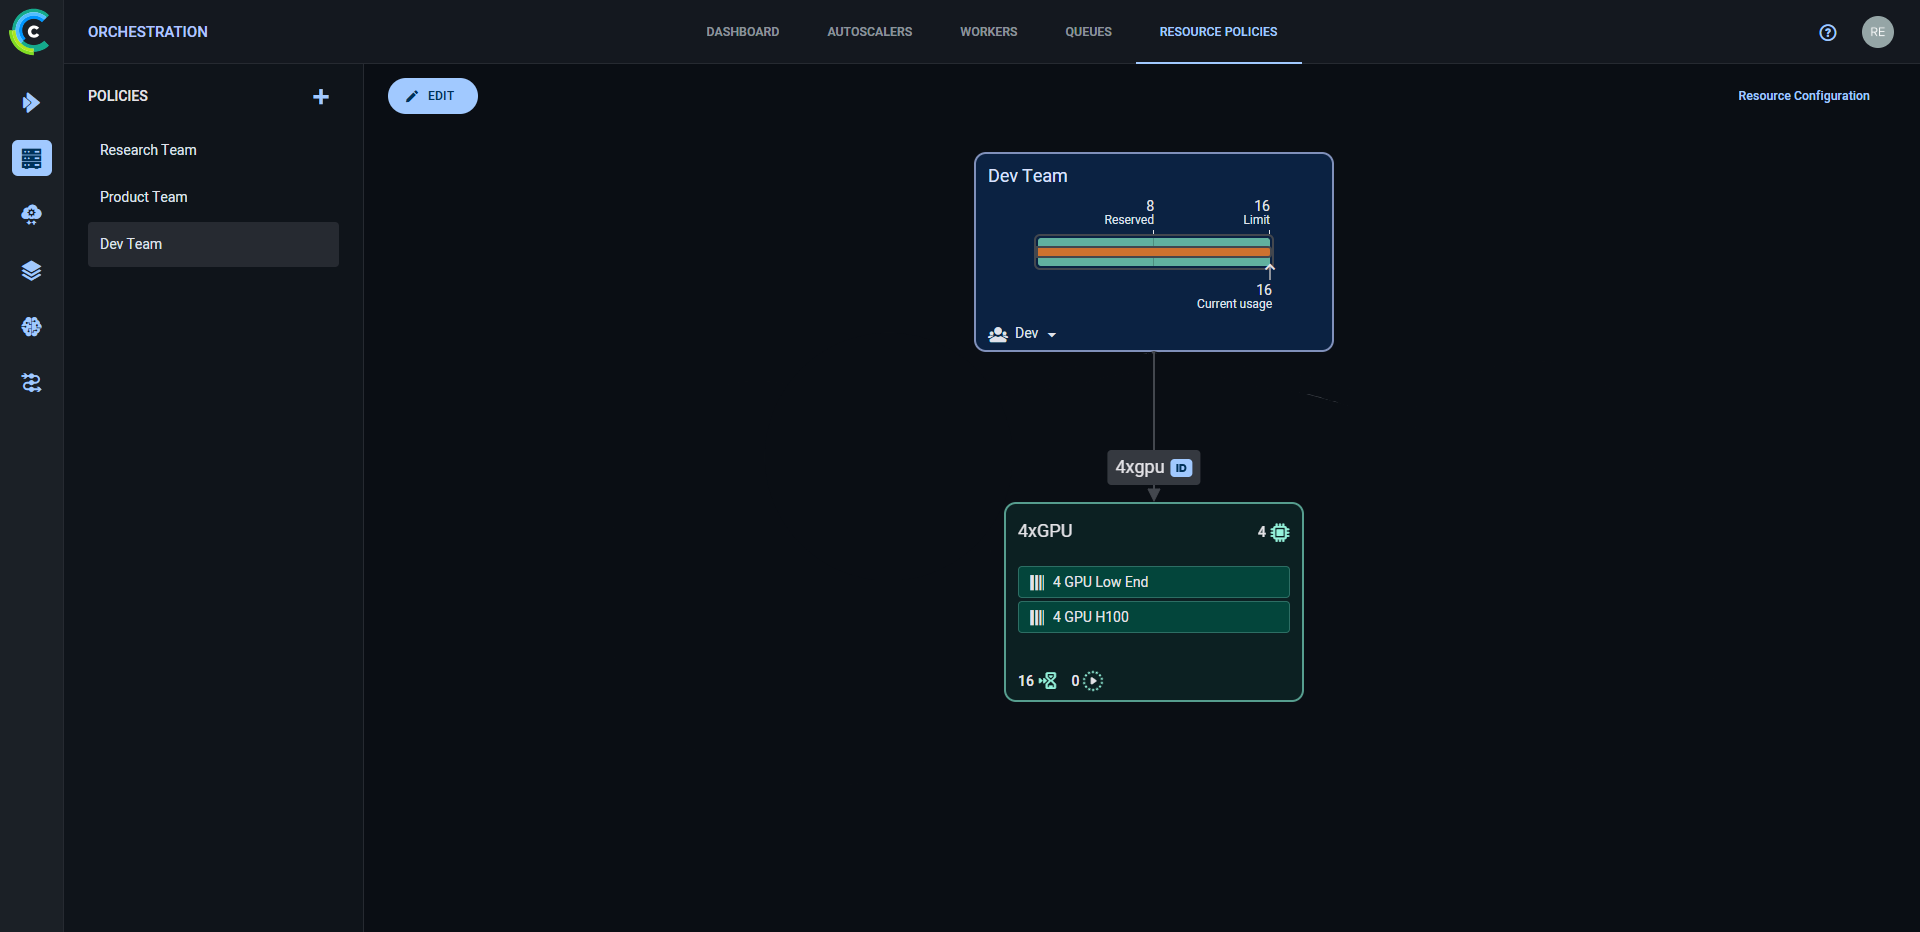 ORCHESTRATION
DASHBOARD
AUTOSCALERS
WORKERS
QUEUES
RESOURCE POLICIES
?
RE
POLICIES
Research Team
Product Team
Dev Team
EDIT
Resource Configuration
Dev Team
8
Reserved
16
Limit
16
Current usage
Dev
4xgpu ID
4xGPU
4
4 GPU Low End
4 GPU H100
16
0